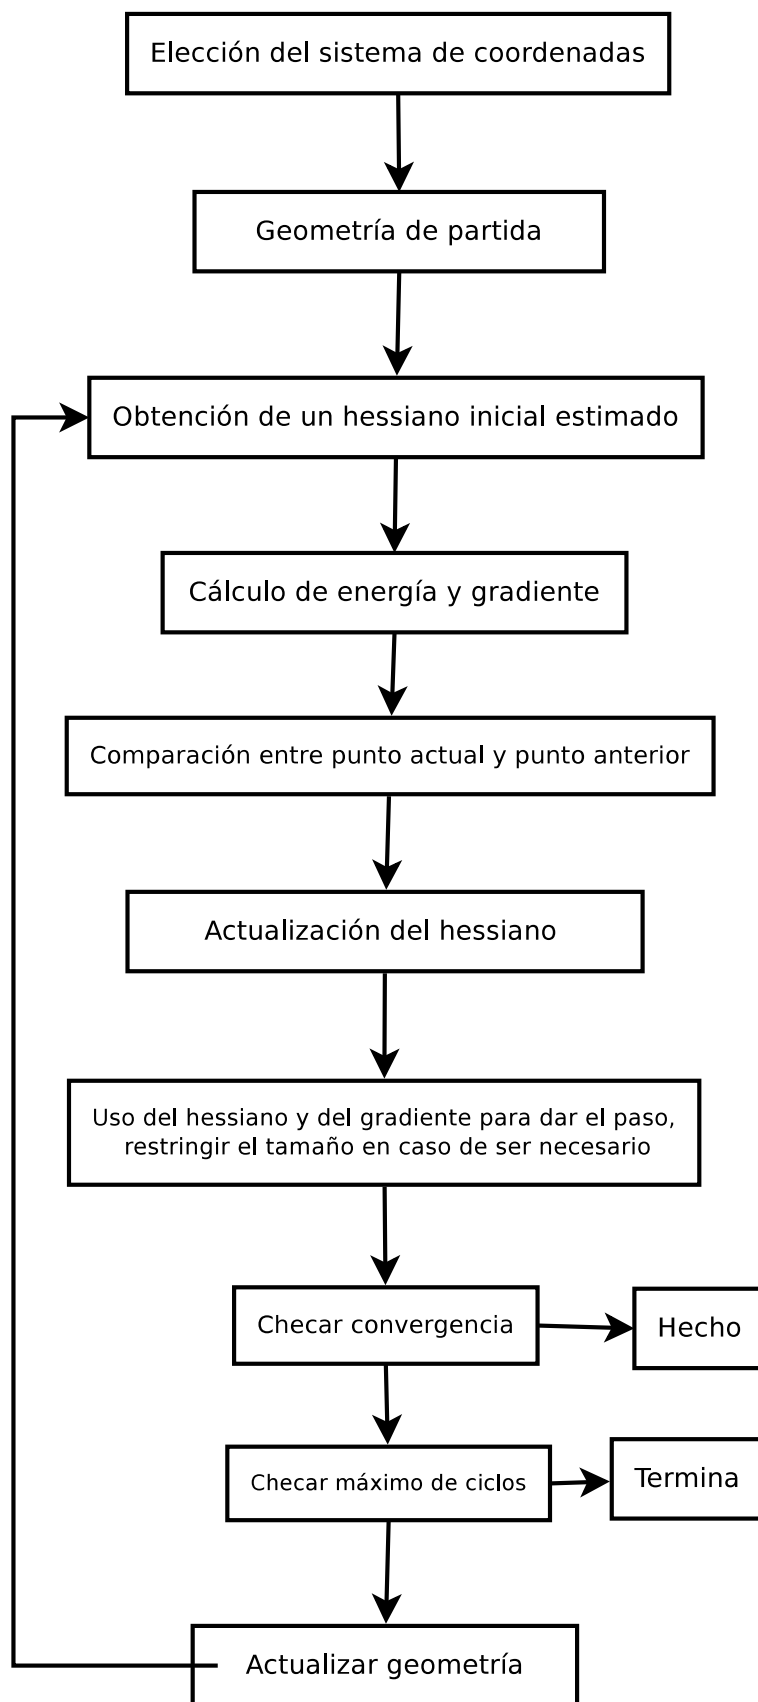 Elección del sistema de coordenadas
Geometría de partida
Obtención de un hessiano inicial estimado
Cálculo de energía y gradiente
Comparación entre punto actual y punto anterior
Actualización del hessiano
Uso del hessiano y del gradiente para dar el paso,
restringir el tamaño en caso de ser necesario
Checar convergencia
Hecho
Checar máximo de ciclos
Termina
Actualizar geometría